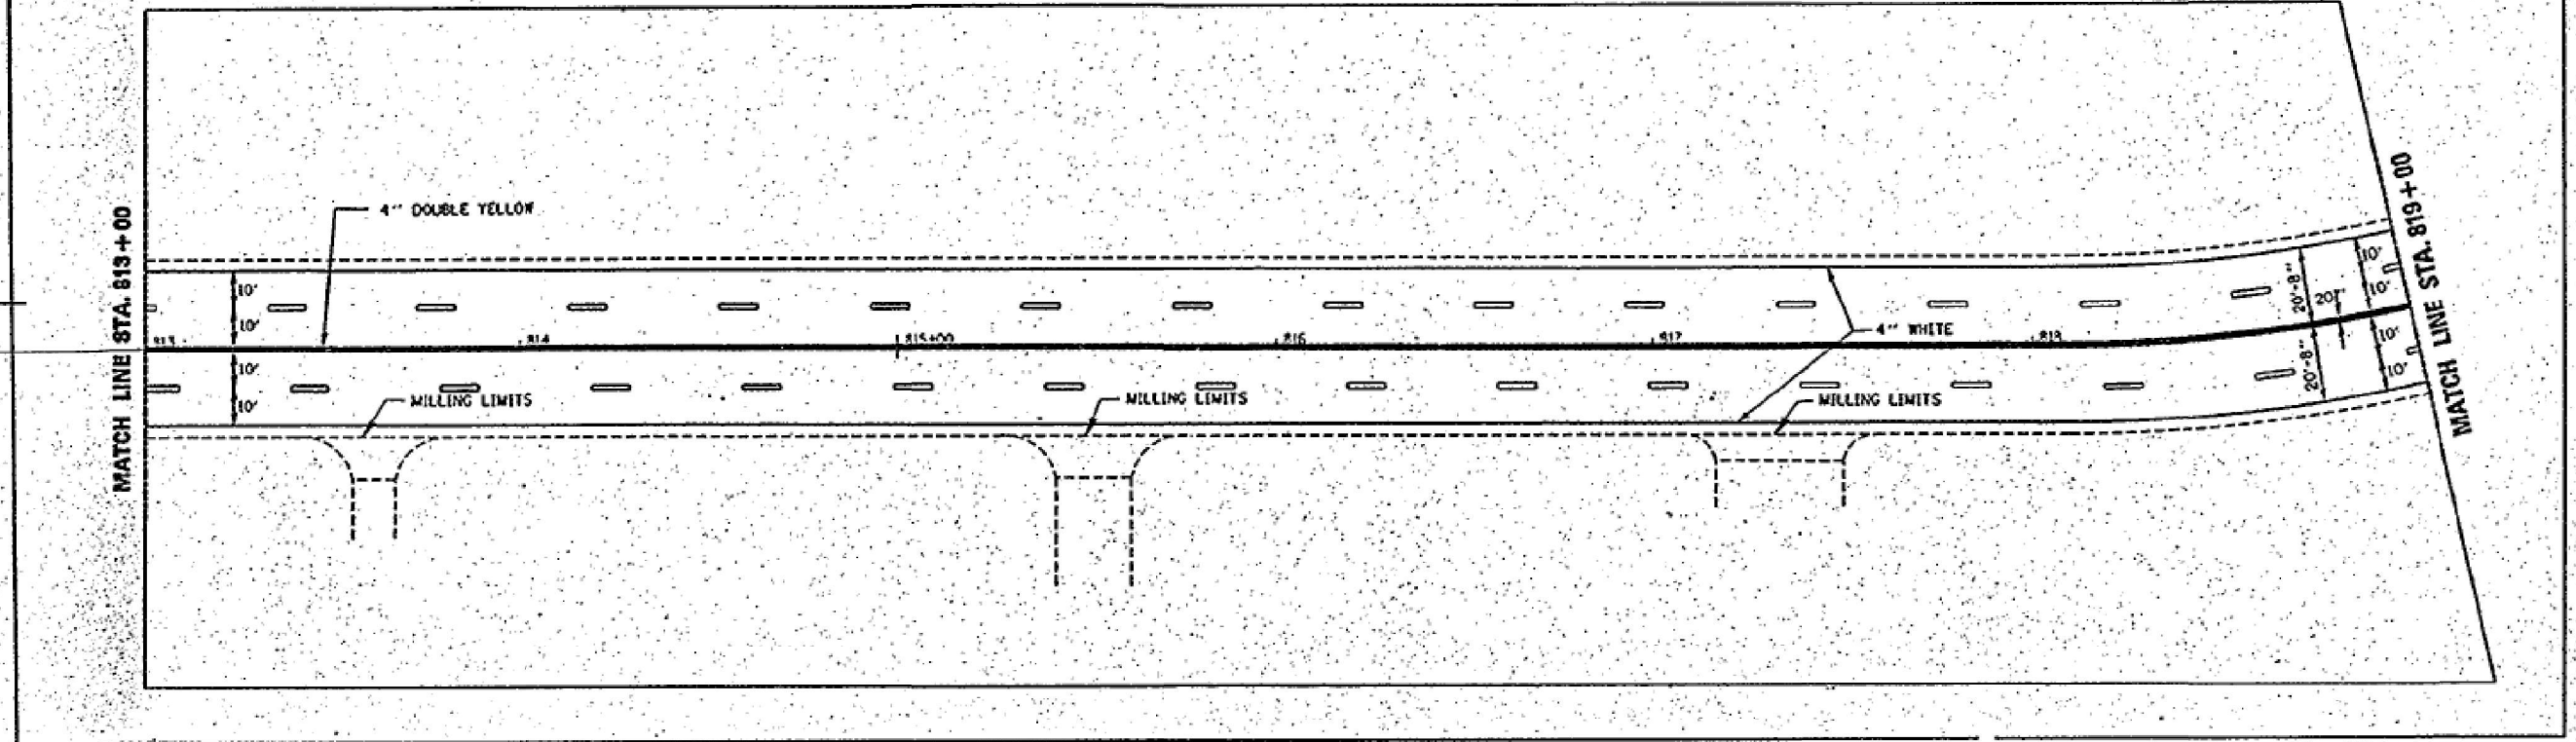 MATCH LINE STA. 813+00
4" DOUBLE YELLOW
10'
10'
813
814
815+00
816
817
818
10'
10'
MILLING LIMITS
MILLING LIMITS
MILLING LIMITS
4" WHITE
20'-8"
20'-8"
10'
10'
10'
10'
MATCH LINE STA. 819+00